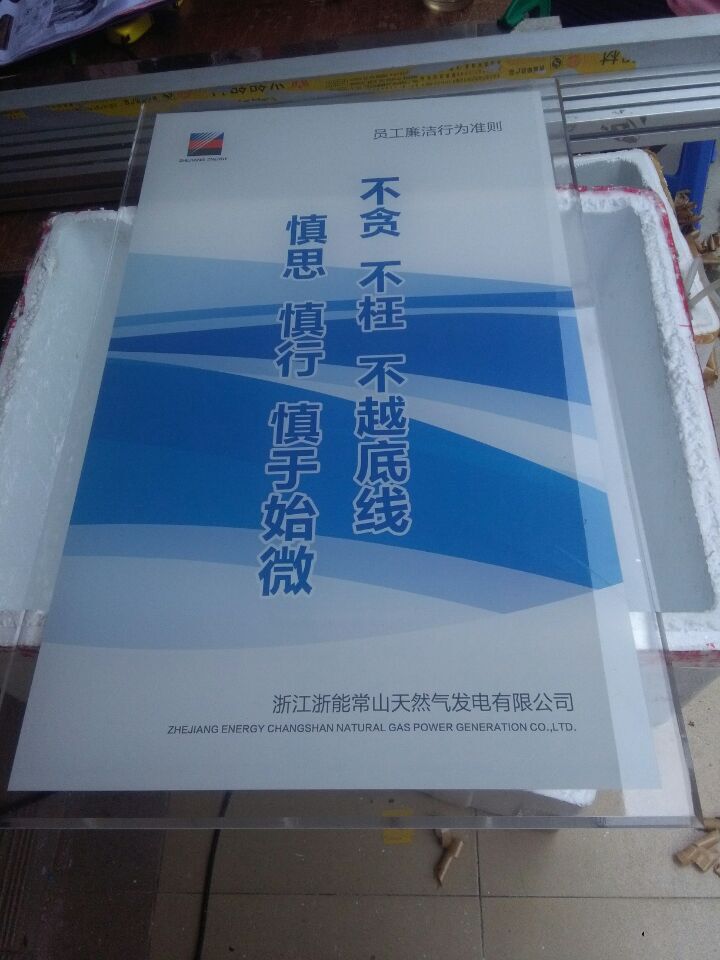 ZHEJIANG ENERGY
员工廉洁行为准则
不贪 不枉 不越底线
慎思 慎行 慎于始微
浙江浙能常山天然气发电有限公司
ZHEJIANG ENERGY CHANGSHAN NATURAL GAS POWER GENERATION CO.,LTD.